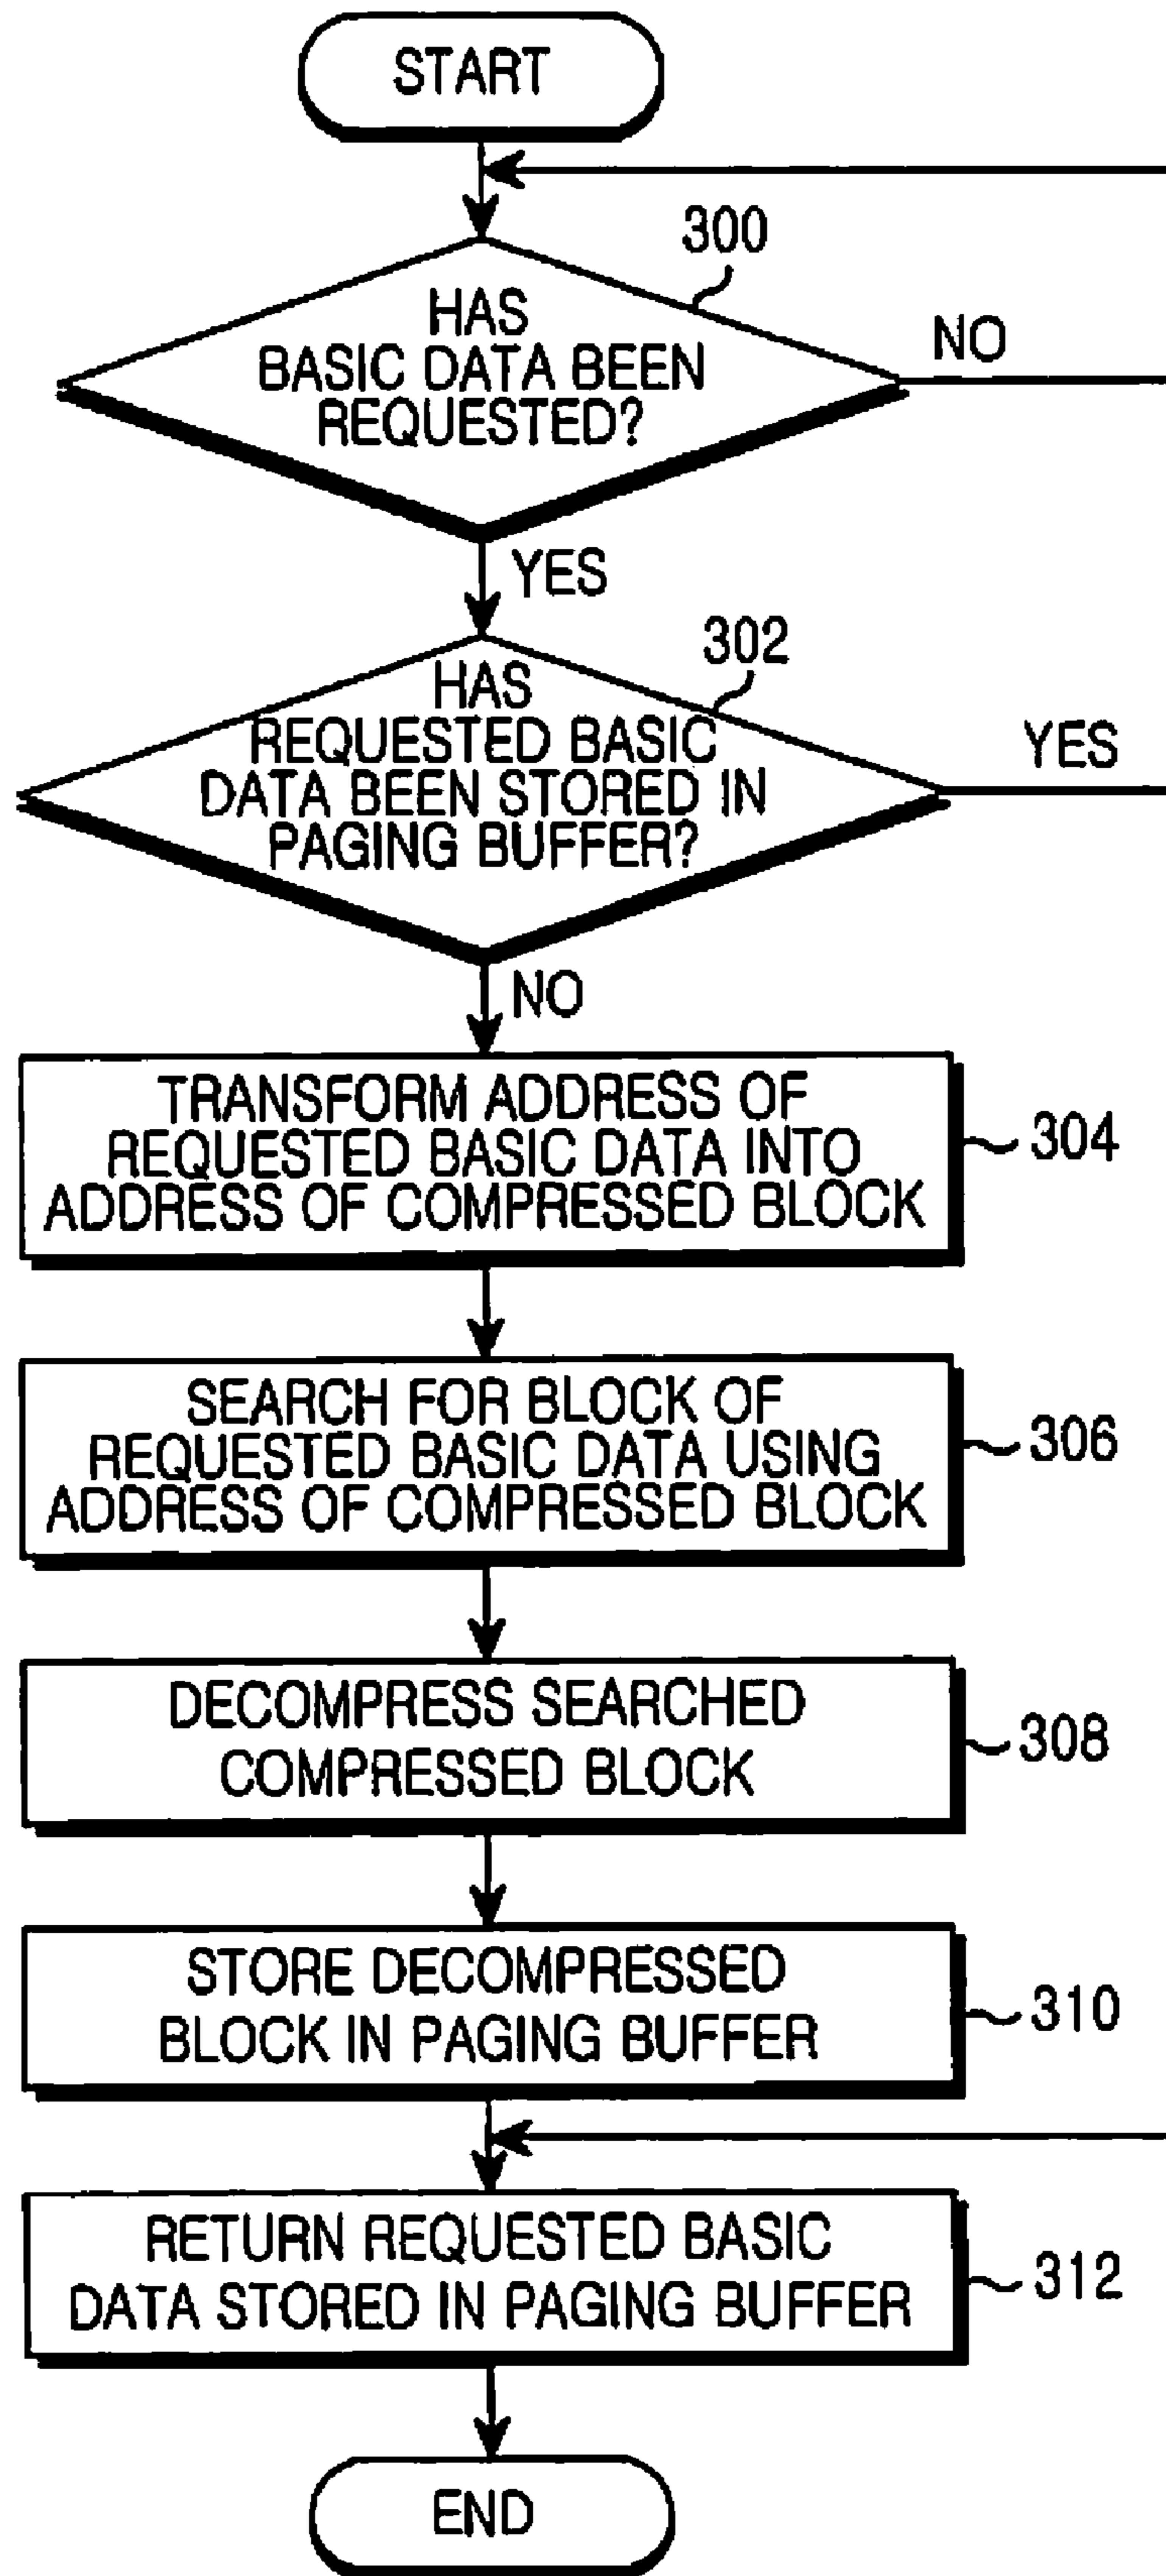 START
300
HAS
BASIC DATA BEEN
REQUESTED?
NO
YES
302
HAS
REQUESTED BASIC
DATA BEEN STORED IN
PAGING BUFFER?
YES
NO
TRANSFORM ADDRESS OF
REQUESTED BASIC DATA INTO
ADDRESS OF COMPRESSED BLOCK
304
SEARCH FOR BLOCK OF
REQUESTED BASIC DATA USING
ADDRESS OF COMPRESSED BLOCK
306
DECOMPRESS SEARCHED
COMPRESSED BLOCK
308
STORE DECOMPRESSED
BLOCK IN PAGING BUFFER
310
RETURN REQUESTED BASIC
DATA STORED IN PAGING BUFFER
312
END